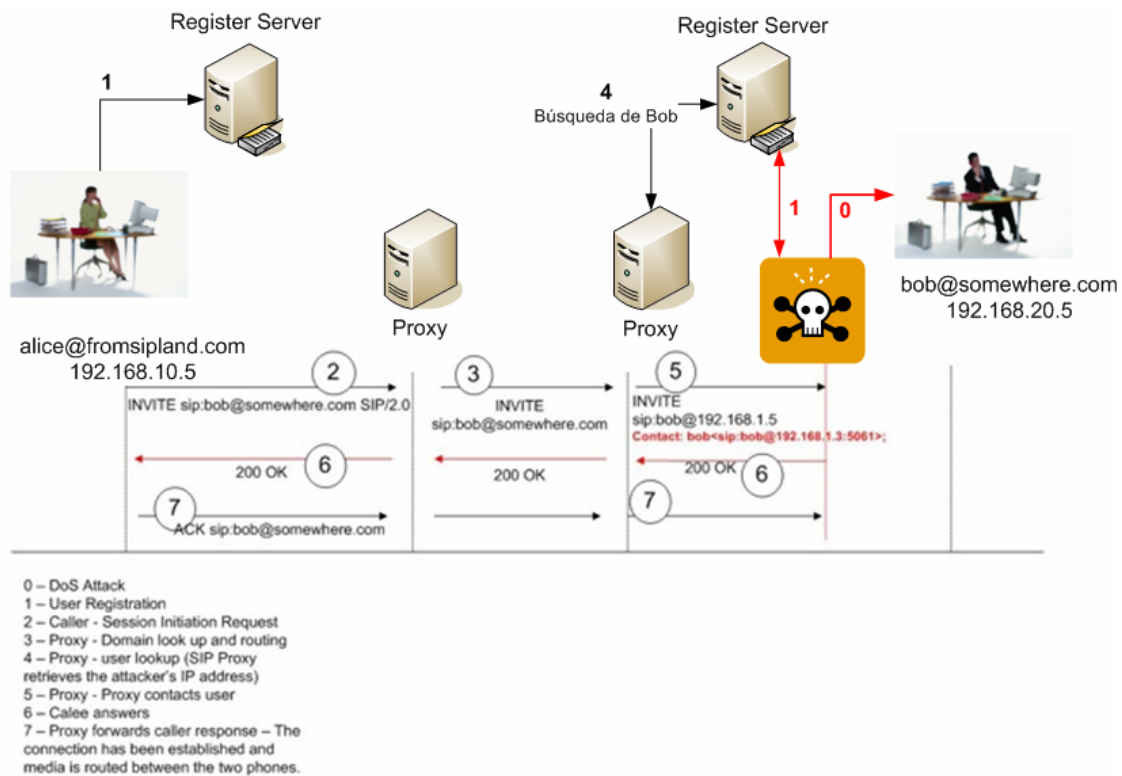 Register Server
Register Server
1
4
Búsqueda de Bob
1
0
Proxy
Proxy
bob@somewhere.com
192.168.20.5
alice@fromsipland.com
192.168.10.5
2
3
5
INVITE sip:bob@somewhere.com SIP/2.0
INVITE
sip:bob@somewhere.com
INVITE
sip:bob@192.168.1.5
Contact: bob<sip:bob@192.168.1.3:5061>;
200 OK
6
200 OK
200 OK
6
7
ACK sip:bob@somewhere.com
7
0 – DoS Attack
1 – User Registration
2 – Caller - Session Initiation Request
3 – Proxy - Domain look up and routing
4 – Proxy - user lookup (SIP Proxy
retrieves the attacker's IP address)
5 – Proxy - Proxy contacts user
6 – Calee answers
7 – Proxy forwards caller response – The
connection has been established and
media is routed between the two phones.